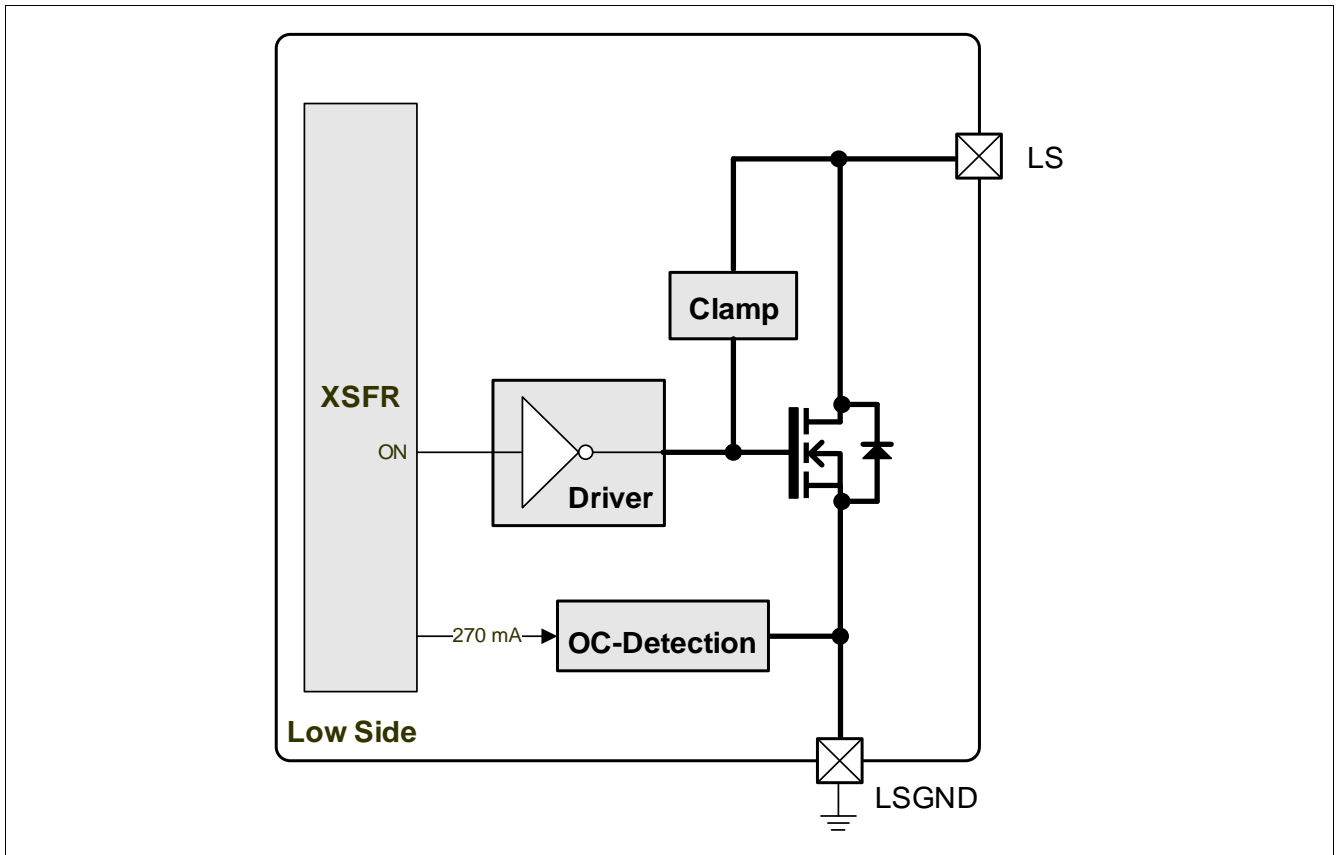 LS
Clamp
XSFR
ON
Driver
270 mA
OC-Detection
Low Side
LSGND